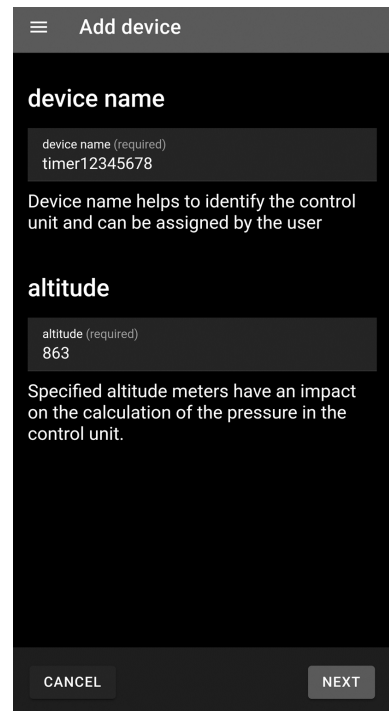 Add device
device name
device name (required)
timer12345678
Device name helps to identify the control
unit and can be assigned by the user
altitude
altitude (required)
863
Specified altitude meters have an impact
on the calculation of the pressure in the
control unit.
CANCEL
NEXT